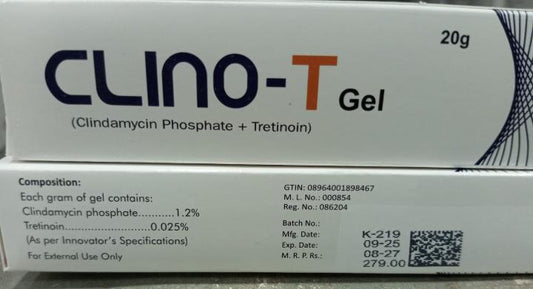 CLINO-T Gel
20g
(Clindamycin Phosphate + Tretinoin)
Composition:
Each gram of gel contains:
Clindamycin phosphate...........1.2%
Tretinoin............................0.025%
(As per Innovator's Specifications)
For External Use Only
GTIN: 08964001898467
M. L. No.: 000854
Reg. No.: 086204
Batch No.: K-219
Mfg. Date: 09-25
Exp. Date: 08-27
M. R. P. Rs.: 279.00